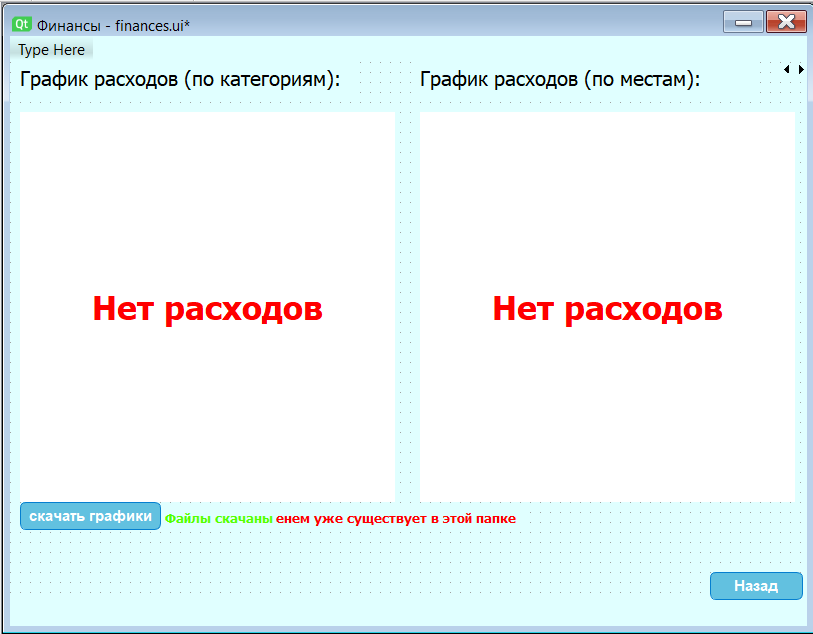 Qt Финансы - finances.ui*
Type Here
График расходов (по категориям): График расходов (по местам):
Нет расходов Нет расходов
скачать графики Файлы скачаны енем уже существует в этой папке
Назад